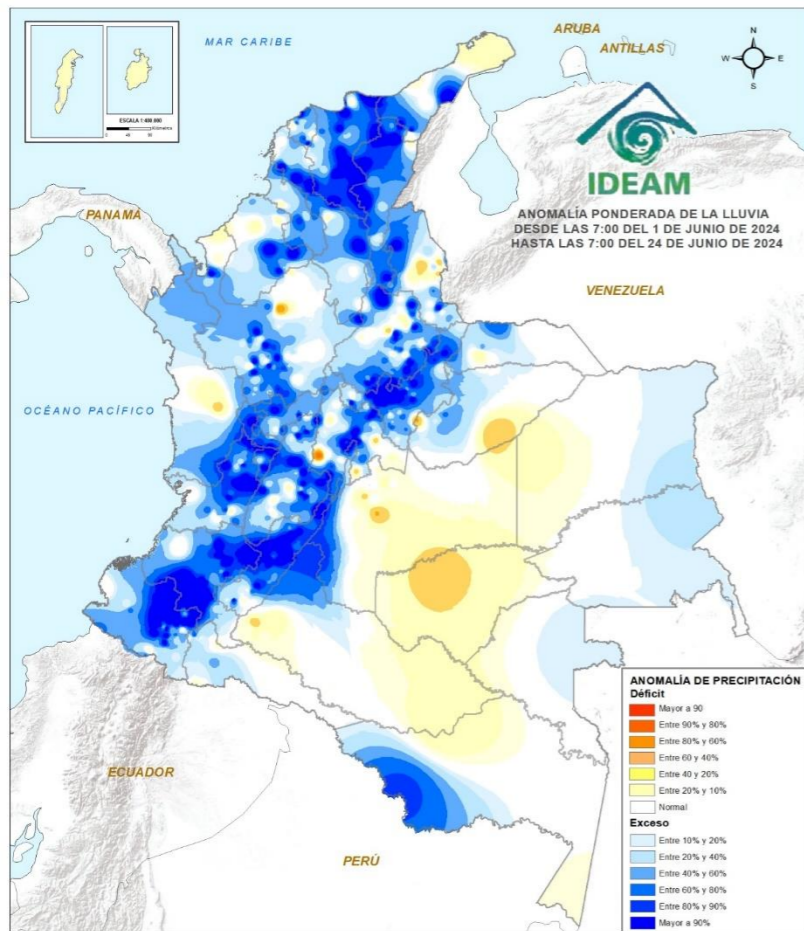 MAR CARIBE
ARUBA
ANTILLAS
N
W
E
S
ESCALA 1:400.000
IDEAM
PANAMÁ
ANOMALÍA PONDERADA DE LA LLUVIA
DESDE LAS 7:00 DEL 1 DE JUNIO DE 2024
HASTA LAS 7:00 DEL 24 DE JUNIO DE 2024
VENEZUELA
OCÉANO PACÍFICO
ECUADOR
PERÚ
ANOMALÍA DE PRECIPITACIÓN
Déficit
Mayor a 90
Entre 90% y 80%
Entre 80% y 60%
Entre 60 y 40%
Entre 40 y 20%
Entre 20% y 10%
Normal
Exceso
Entre 10% y 20%
Entre 20% y 40%
Entre 40% y 60%
Entre 60% y 80%
Entre 80% y 90%
Mayor a 90%